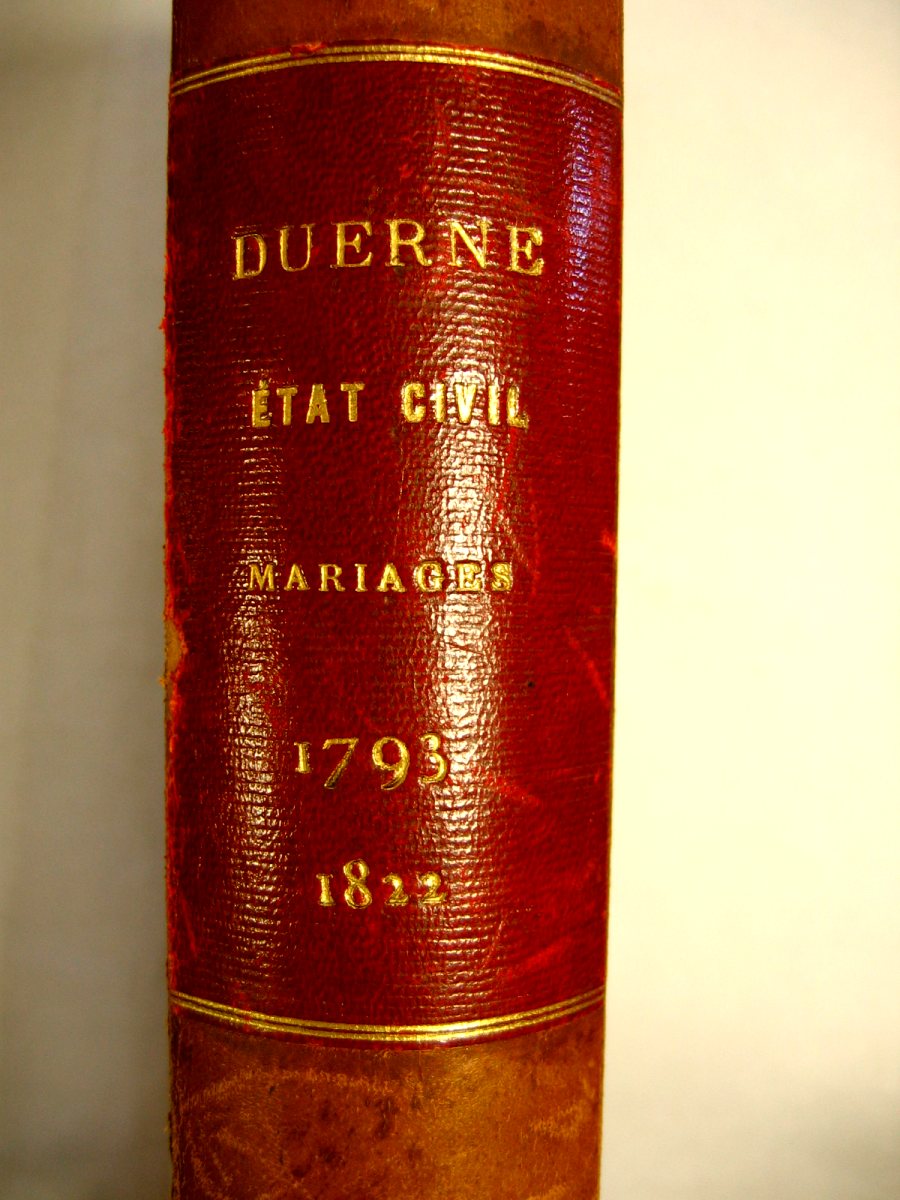 DUERNE
ÉTAT CIVIL
MARIAGES
1793
1822